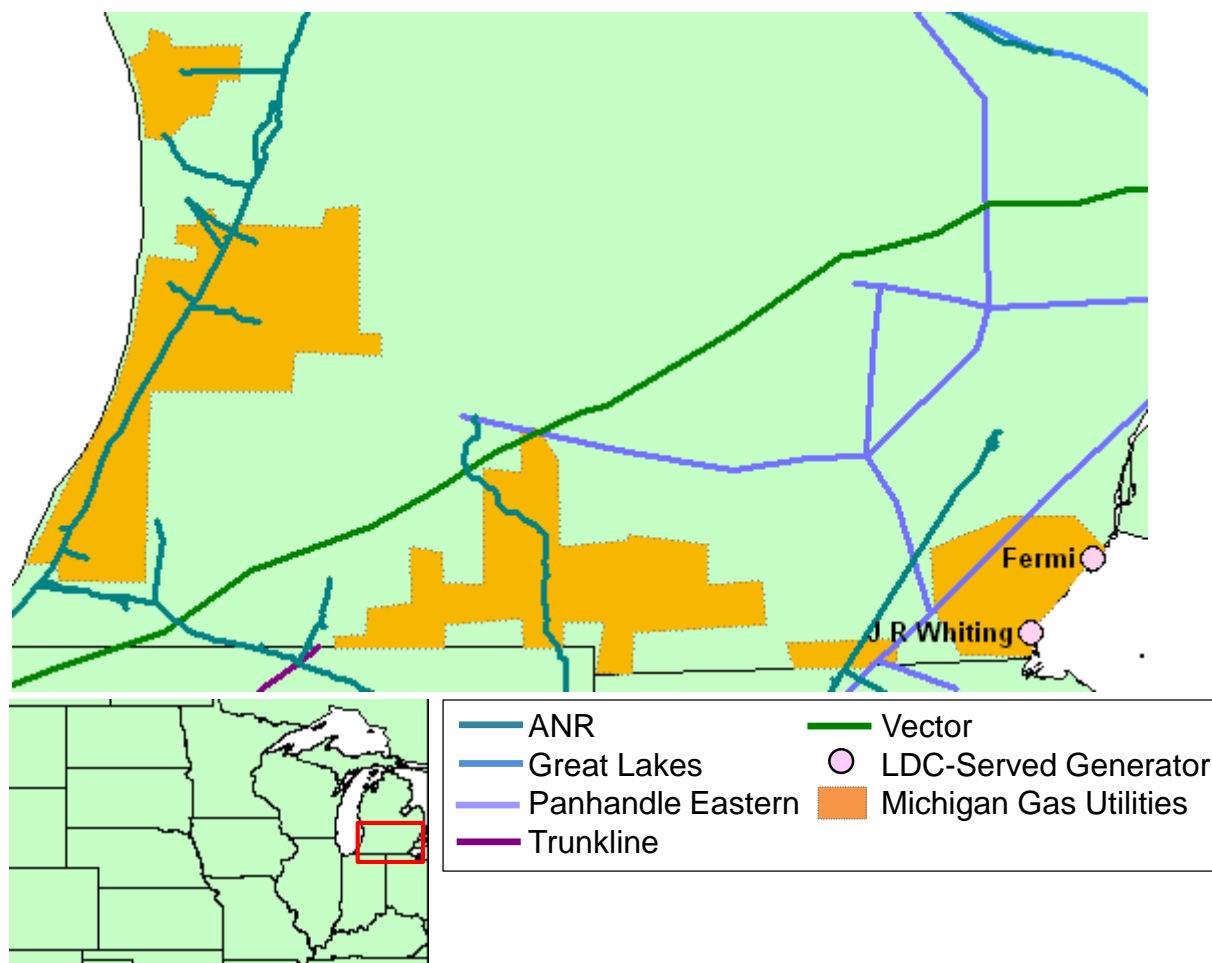 Fermi
J R Whiting
ANR
Great Lakes
Panhandle Eastern
Trunkline
Vector
LDC-Served Generator
Michigan Gas Utilities